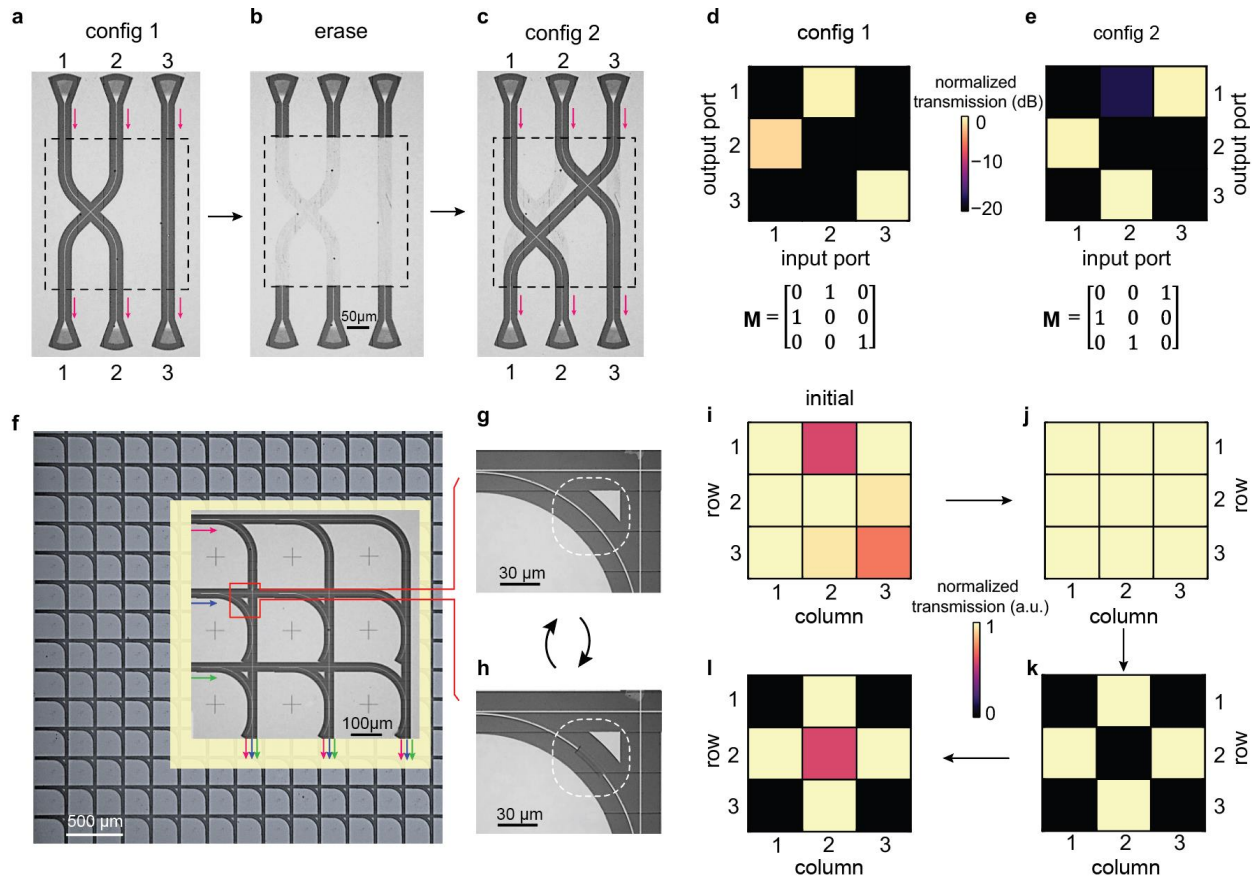 a
config 1
1 2 3
1 2 3
b
erase
50µm
c
config 2
1 2 3
1 2 3
d
config 1
output port
1
2
3
1 2 3
input port
M = [0 1 0
1 0 0
0 0 1]
normalized
transmission (dB)
0
−10
−20
e
config 2
1
2
3
output port
1 2 3
input port
M = [0 0 1
1 0 0
0 1 0]
f
500 µm
100µm
g
30 µm
h
30 µm
i
initial
row
1
2
3
1 2 3
column
j
1
2
3
row
1 2 3
column
normalized
transmission (a.u.)
1
0
l
row
1
2
3
1 2 3
column
k
1
2
3
row
1 2 3
column